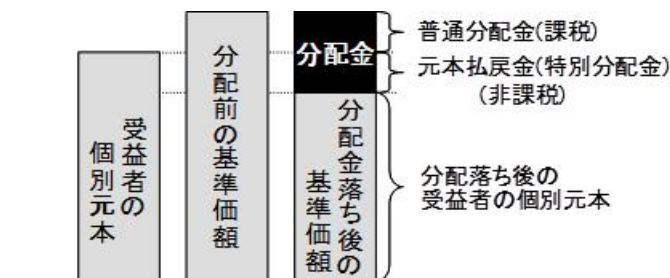 受益者の
個別元本
分配前の基準価額
分配金
分配金落ち後の
基準価額
普通分配金(課税)
元本払戻金(特別分配金)
(非課税)
分配落ち後の
受益者の個別元本